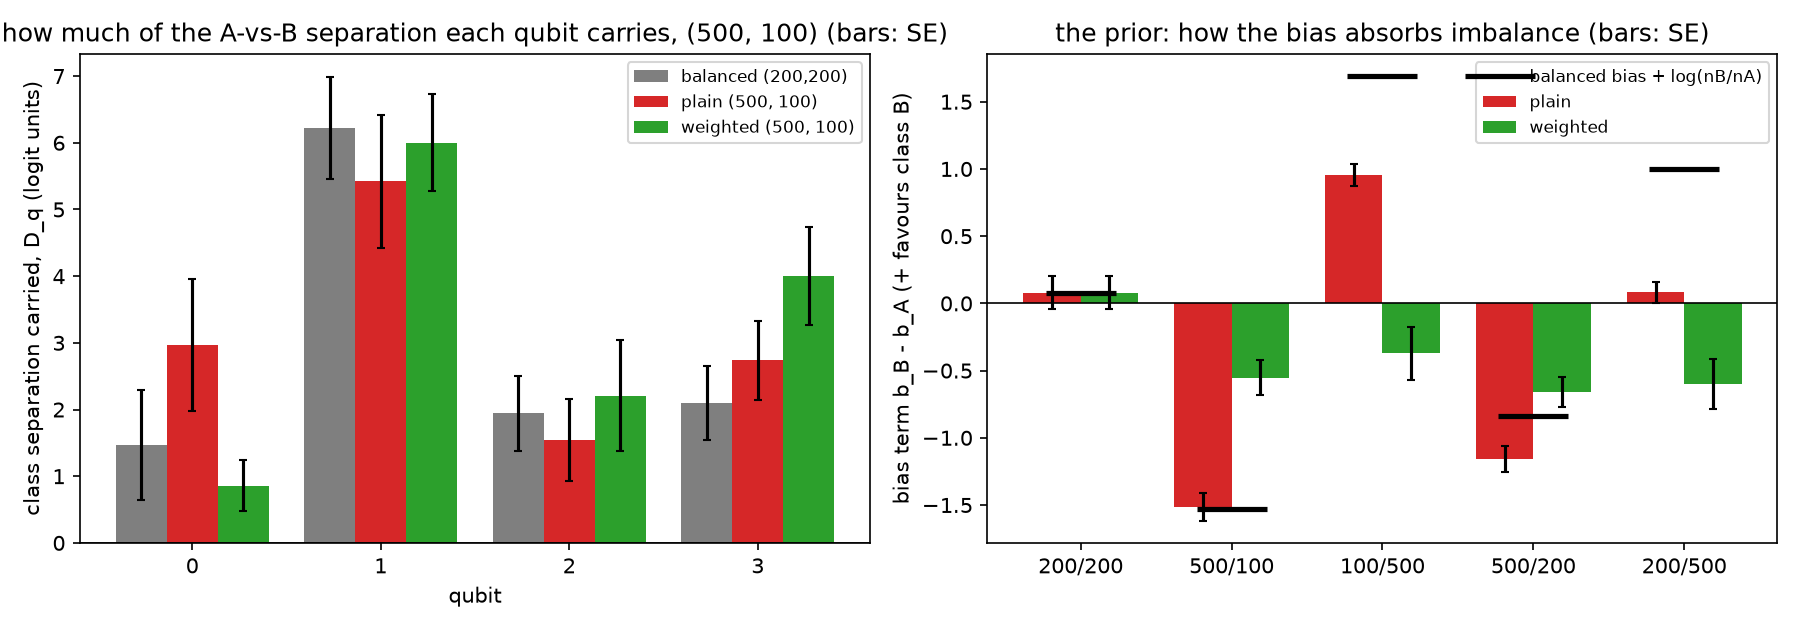 how much of the A-vs-B separation each qubit carries, (500, 100) (bars: SE)
class separation carried, D_q (logit units)
7
6
5
4
3
2
1
0
balanced (200,200)
plain (500, 100)
weighted (500, 100)
0 1 2 3
qubit
the prior: how the bias absorbs imbalance (bars: SE)
bias term b_B - b_A (+ favours class B)
1.5
1.0
0.5
0.0
−0.5
−1.0
−1.5
balanced bias + log(nB/nA)
plain
weighted
200/200 500/100 100/500 500/200 200/500